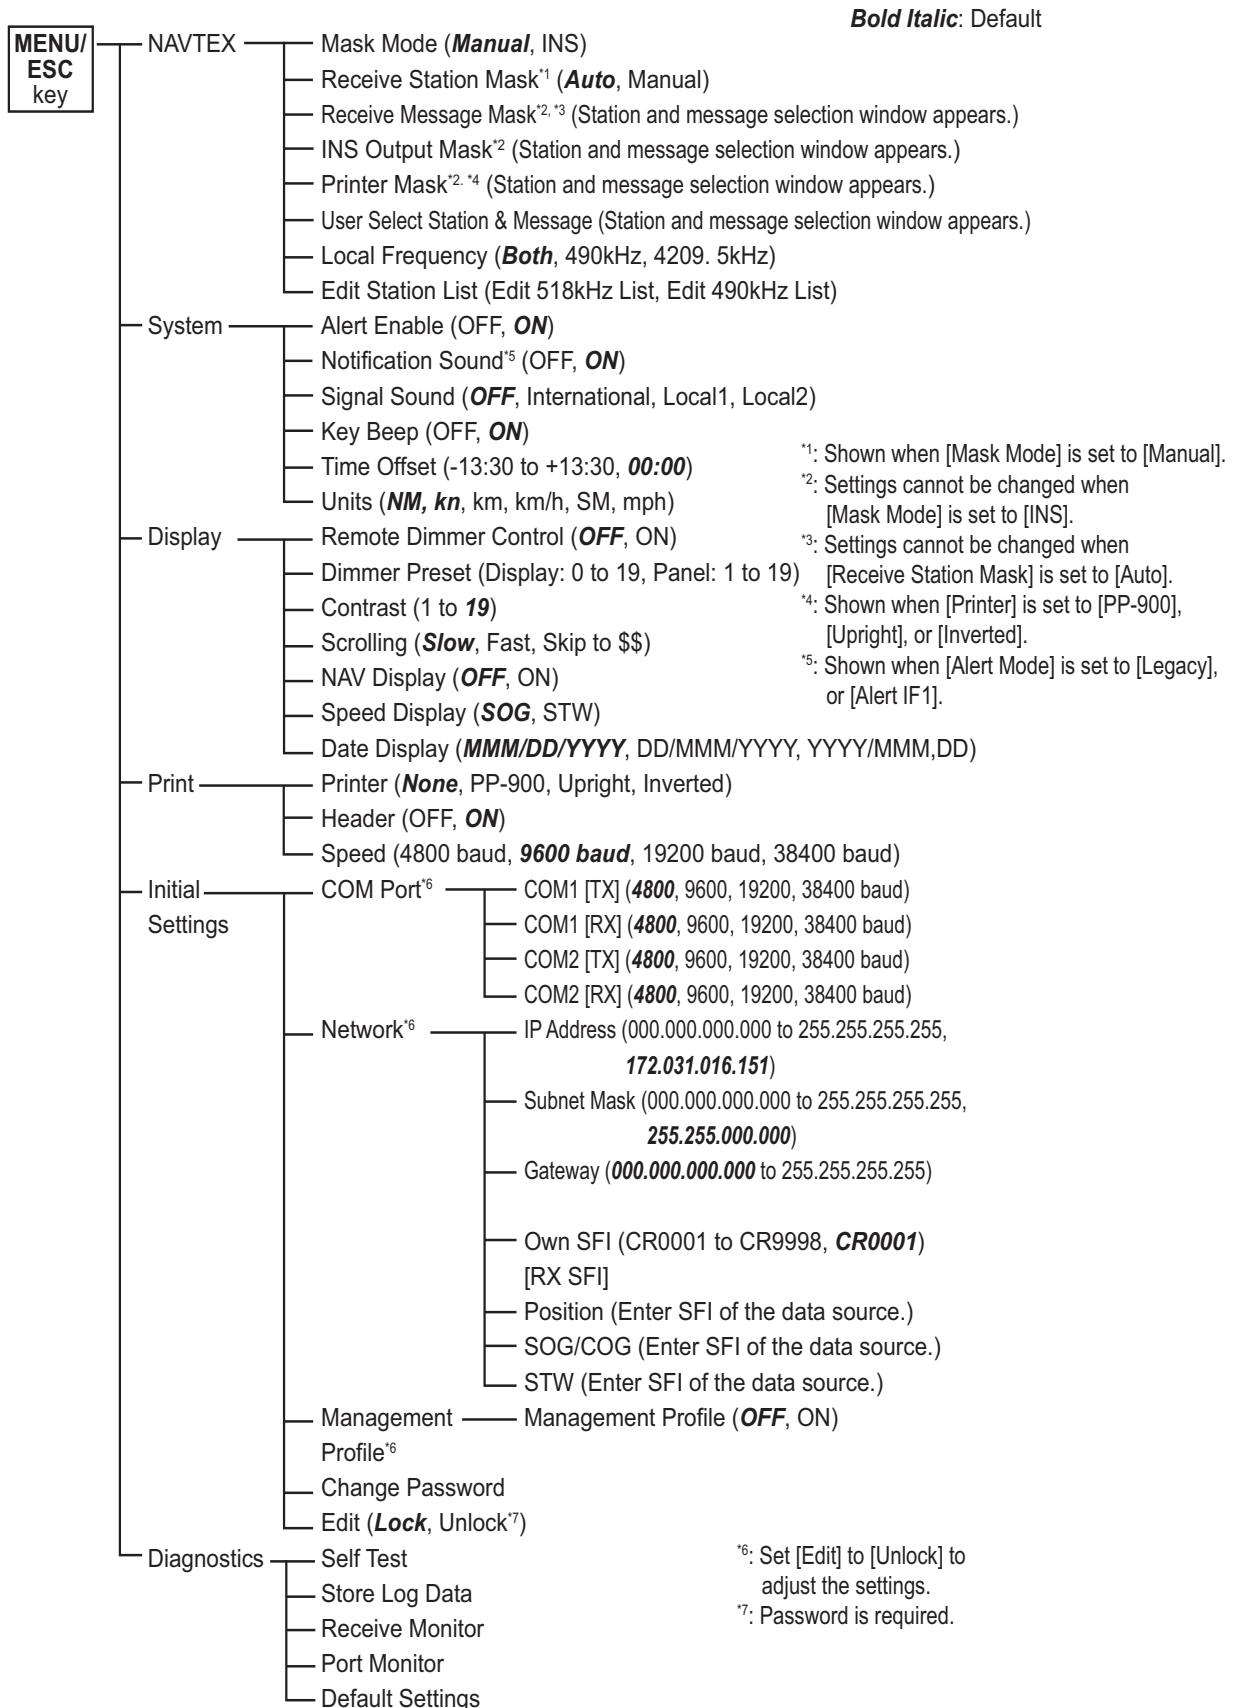 Bold Italic: Default
MENU/
ESC
key
NAVTEX
Mask Mode (Manual, INS)
Receive Station Mask*1 (Auto, Manual)
Receive Message Mask*2, *3 (Station and message selection window appears.)
INS Output Mask*2 (Station and message selection window appears.)
Printer Mask*2. *4 (Station and message selection window appears.)
User Select Station & Message (Station and message selection window appears.)
Local Frequency (Both, 490kHz, 4209. 5kHz)
Edit Station List (Edit 518kHz List, Edit 490kHz List)
System
Alert Enable (OFF, ON)
Notification Sound*5 (OFF, ON)
Signal Sound (OFF, International, Local1, Local2)
Key Beep (OFF, ON)
Time Offset (-13:30 to +13:30, 00:00)
Units (NM, kn, km, km/h, SM, mph)
*1: Shown when [Mask Mode] is set to [Manual].
*2: Settings cannot be changed when
[Mask Mode] is set to [INS].
*3: Settings cannot be changed when
[Receive Station Mask] is set to [Auto].
*4: Shown when [Printer] is set to [PP-900],
[Upright], or [Inverted].
*5: Shown when [Alert Mode] is set to [Legacy],
or [Alert IF1].
Display
Remote Dimmer Control (OFF, ON)
Dimmer Preset (Display: 0 to 19, Panel: 1 to 19)
Contrast (1 to 19)
Scrolling (Slow, Fast, Skip to $$)
NAV Display (OFF, ON)
Speed Display (SOG, STW)
Date Display (MMM/DD/YYYY, DD/MMM/YYYY, YYYY/MMM,DD)
Print
Printer (None, PP-900, Upright, Inverted)
Header (OFF, ON)
Speed (4800 baud, 9600 baud, 19200 baud, 38400 baud)
Initial
Settings
COM Port*6
COM1 [TX] (4800, 9600, 19200, 38400 baud)
COM1 [RX] (4800, 9600, 19200, 38400 baud)
COM2 [TX] (4800, 9600, 19200, 38400 baud)
COM2 [RX] (4800, 9600, 19200, 38400 baud)
Network*6
IP Address (000.000.000.000 to 255.255.255.255,
172.031.016.151)
Subnet Mask (000.000.000.000 to 255.255.255.255,
255.255.000.000)
Gateway (000.000.000.000 to 255.255.255.255)
Own SFI (CR0001 to CR9998, CR0001)
[RX SFI]
Position (Enter SFI of the data source.)
SOG/COG (Enter SFI of the data source.)
STW (Enter SFI of the data source.)
Management
Profile*6
Management Profile (OFF, ON)
Change Password
Edit (Lock, Unlock*7)
Diagnostics
Self Test
Store Log Data
Receive Monitor
Port Monitor
Default Settings
*6: Set [Edit] to [Unlock] to
adjust the settings.
*7: Password is required.